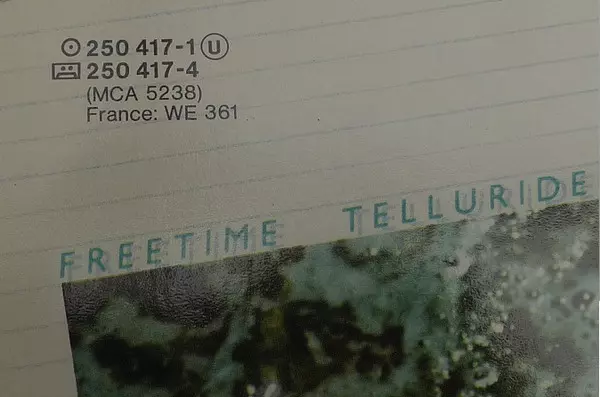 250 417-1 U
250 417-4
(MCA 5238)
France: WE 361
FREETIME TELLURIDE